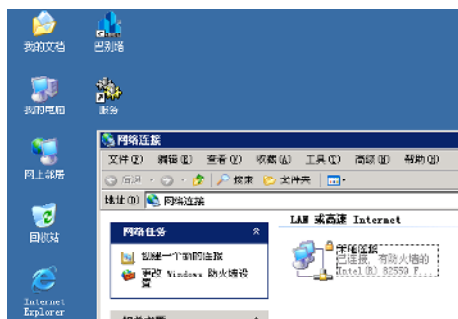 我的文档
巴别塔
我的电脑
服务
网上邻居
回收站
Internet
Explorer
网络连接
文件(F) 编辑(E) 查看(V) 收藏(A) 工具(T) 高级(N) 帮助(H)
后退 搜索 文件夹
地址(D) 网络连接
网络任务
创建一个新的连接
更改 Windows 防火墙设
置
LAN 或高速 Internet
本地连接
已连接, 有防火墙的
Intel(R) 82559 F...